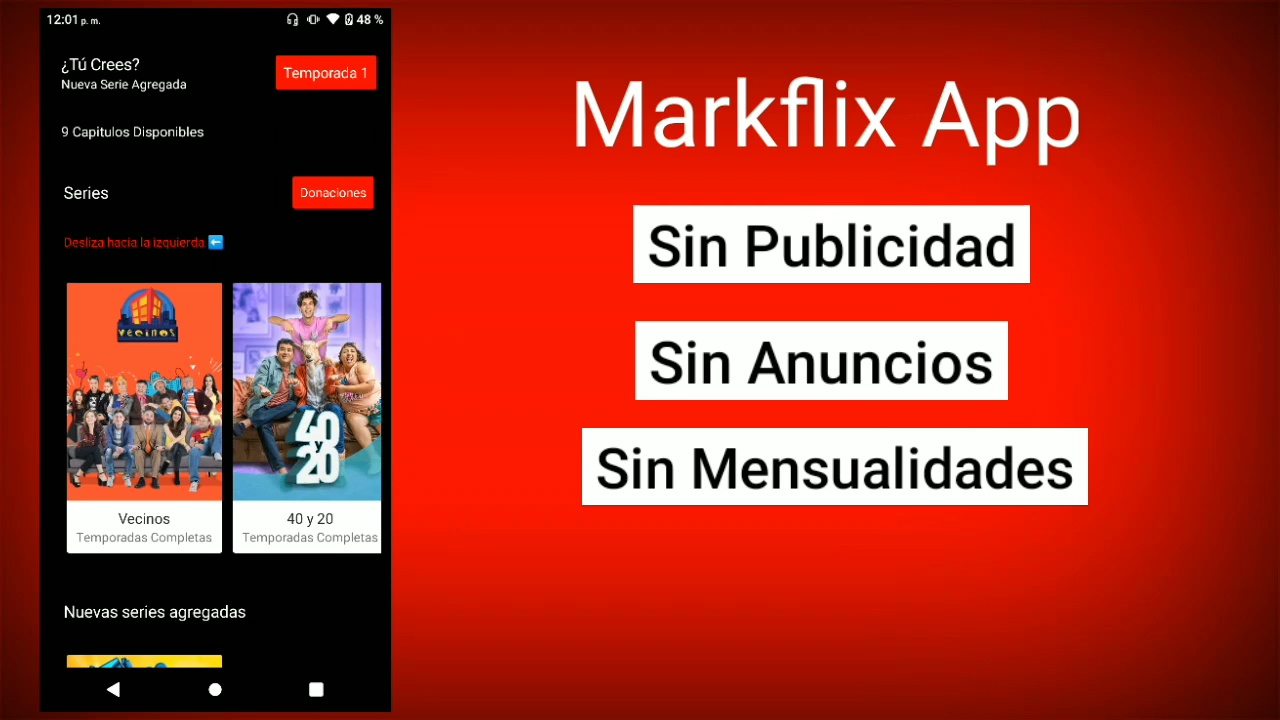 12:01 p. m.
48 %
¿Tú Crees?
Nueva Serie Agregada
Temporada 1
9 Capitulos Disponibles
Series
Donaciones
Desliza hacia la izquierda
VECINOS
40
Y
20
Vecinos
Temporadas Completas
40 y 20
Temporadas Completas
Nuevas series agregadas
Markflix App
Sin Publicidad
Sin Anuncios
Sin Mensualidades